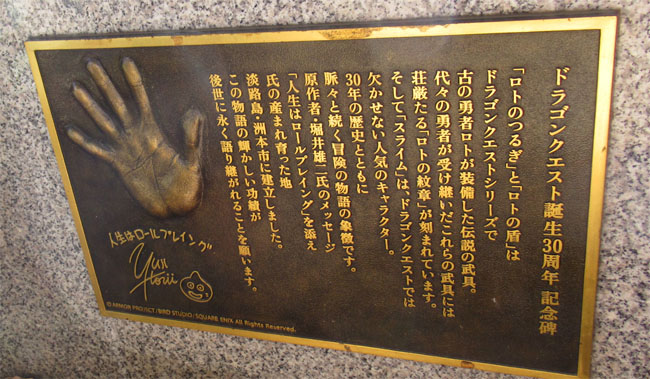 ドラゴンクエスト誕生30周年 記念碑
「ロトのつるぎ」と「ロトの盾」は
ドラゴンクエストシリーズで
古の勇者ロトが装備した伝説の武具。
代々の勇者が受け継いだこれらの武具には
荘厳たる「ロトの紋章」が刻まれています。
そして「スライム」は、ドラゴンクエストでは
欠かせない人気のキャラクター。
30年の歴史とともに
脈々と続く冒険の物語の象徴です。
原作者・堀井雄二氏のメッセージ
「人生はロールプレイング」を添え
氏の産まれ育った地
淡路島・洲本市に建立しました。
この物語の輝かしい功績が
後世に永く語り継がれることを願います。
人生はロールプレイング
Yuji
Horii
© ARMOR PROJECT/BIRD STUDIO/SQUARE ENIX All Rights Reserved.